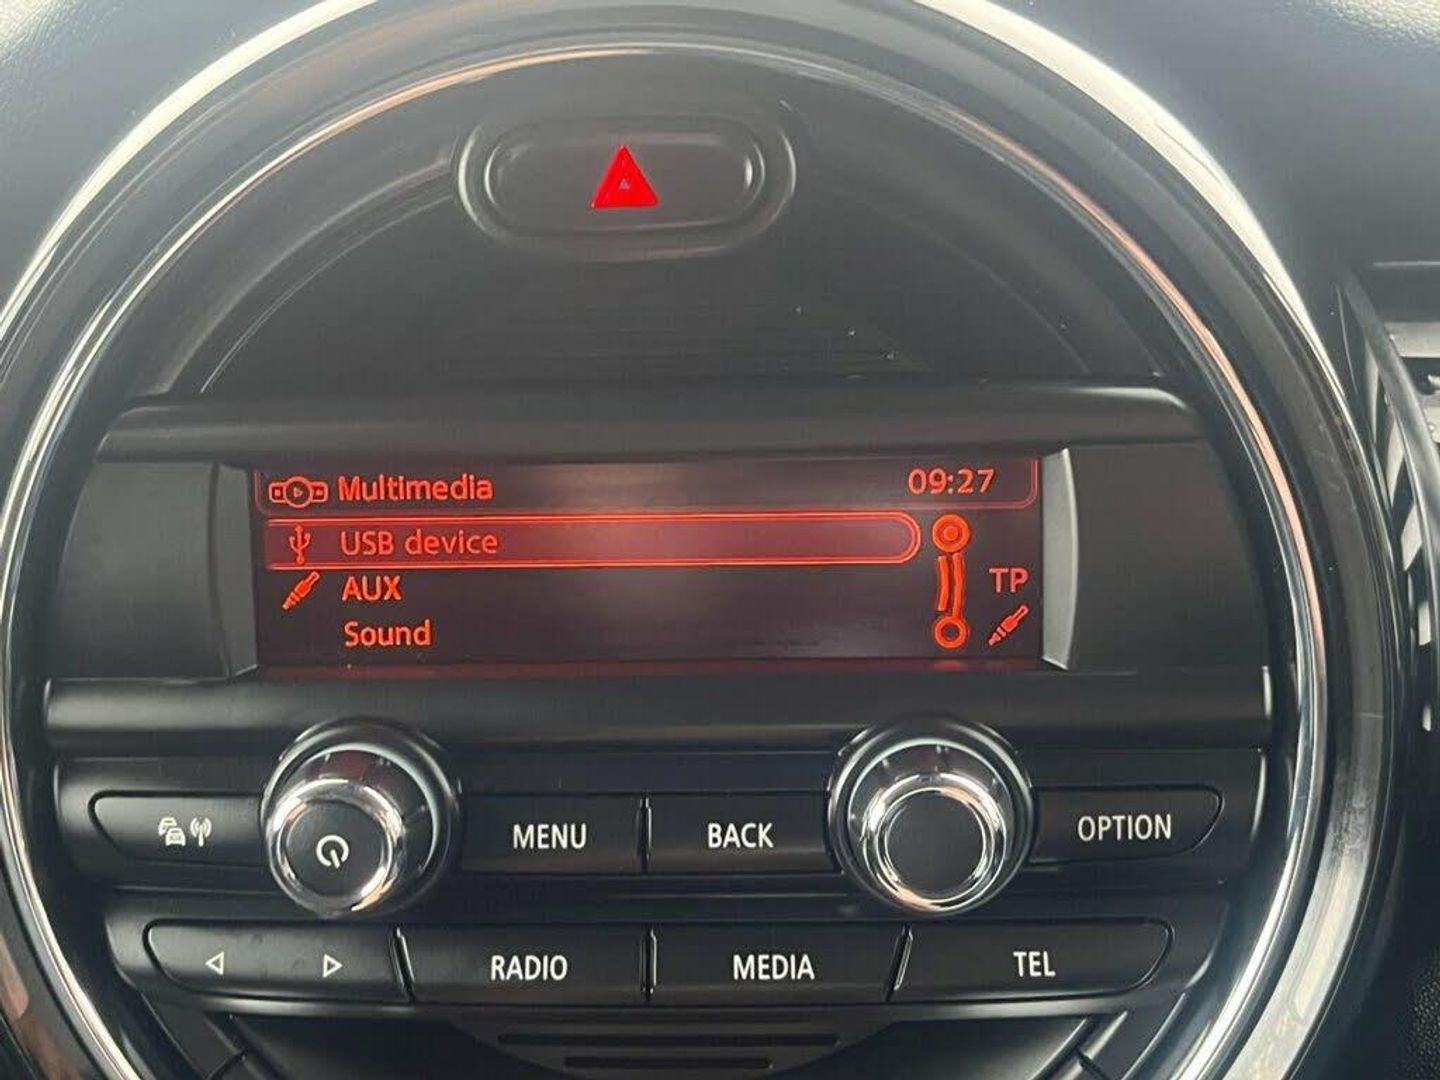 Multimedia 09:27
USB device
AUX
TP
Sound
MENU
BACK
OPTION
RADIO
MEDIA
TEL